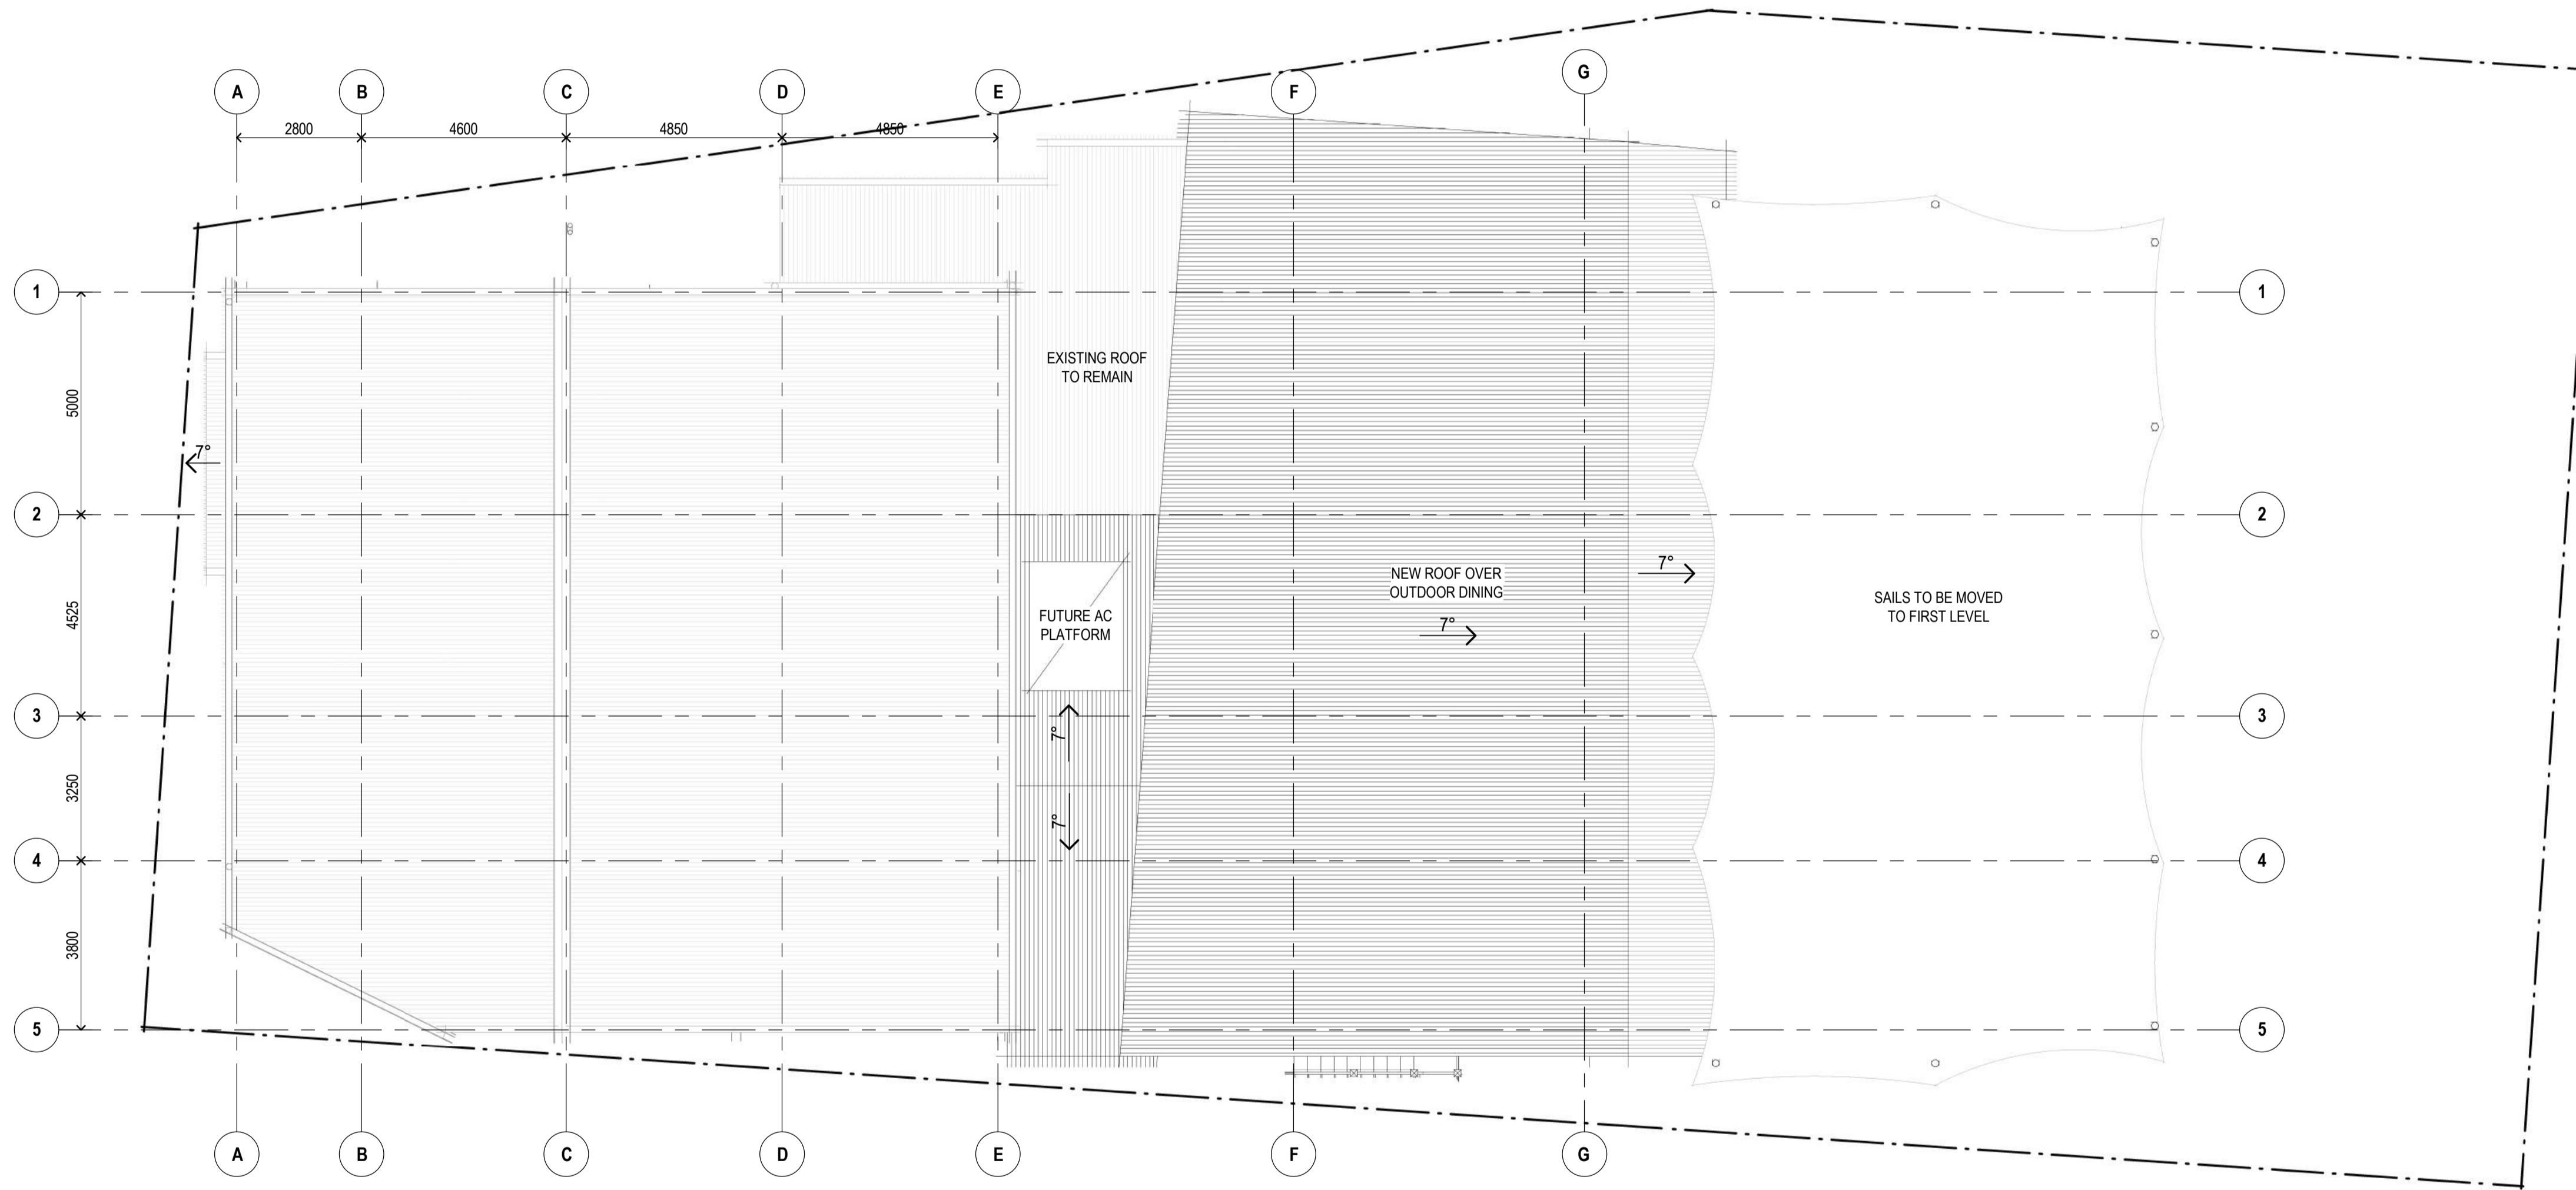 G
A
B
C
D
E
F
2800
4600
4850
4850
1
1
EXISTING ROOF
TO REMAIN
5000
7°
2
2
7°
NEW ROOF OVER
OUTDOOR DINING
7°
SAILS TO BE MOVED
TO FIRST LEVEL
FUTURE AC
PLATFORM
4525
3
3
7°
3250
7°
4
4
3800
5
5
A
B
C
D
E
F
G